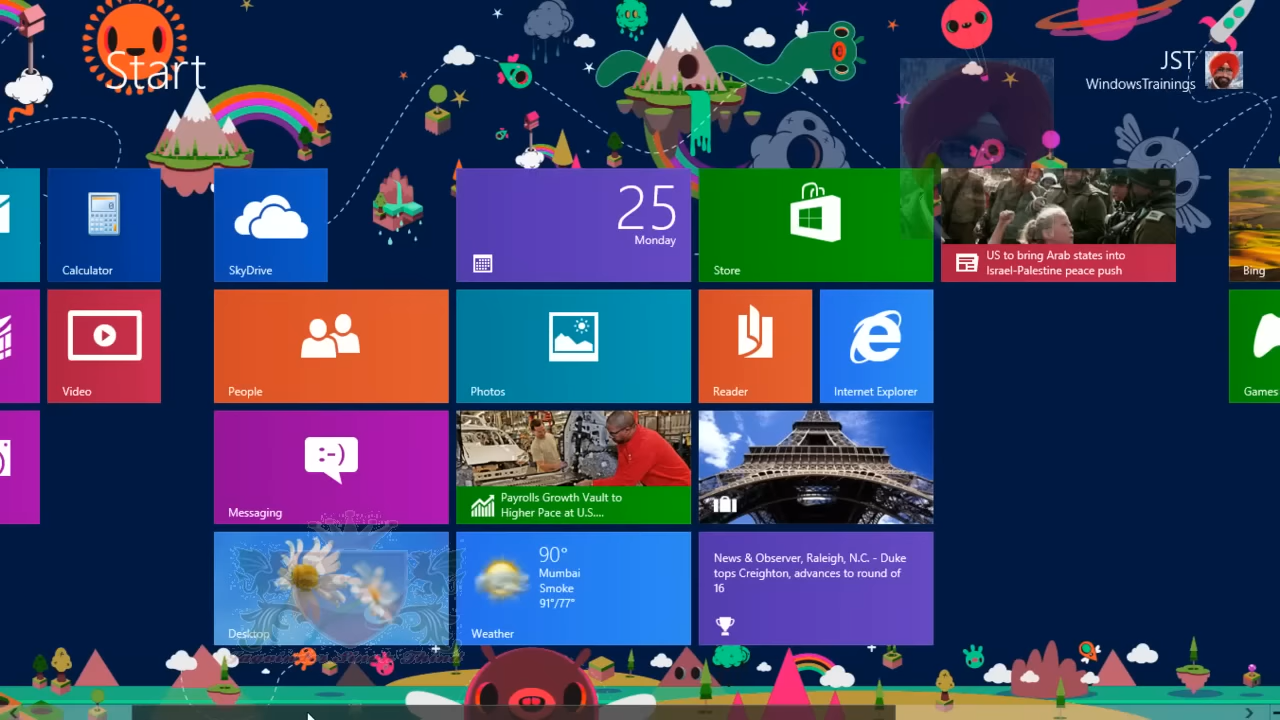 Start
JST
WindowsTrainings
Calculator
SkyDrive
25
Monday
Store
US to bring Arab states into
Israel-Palestine peace push
Bing
Video
People
Photos
Reader
Internet Explorer
Games
Messaging
:-)
Payrolls Growth Vault to
Higher Pace at U.S....
Desktop
90°
Mumbai
Smoke
91°/77°
Weather
News & Observer, Raleigh, N.C. - Duke
tops Creighton, advances to round of
16